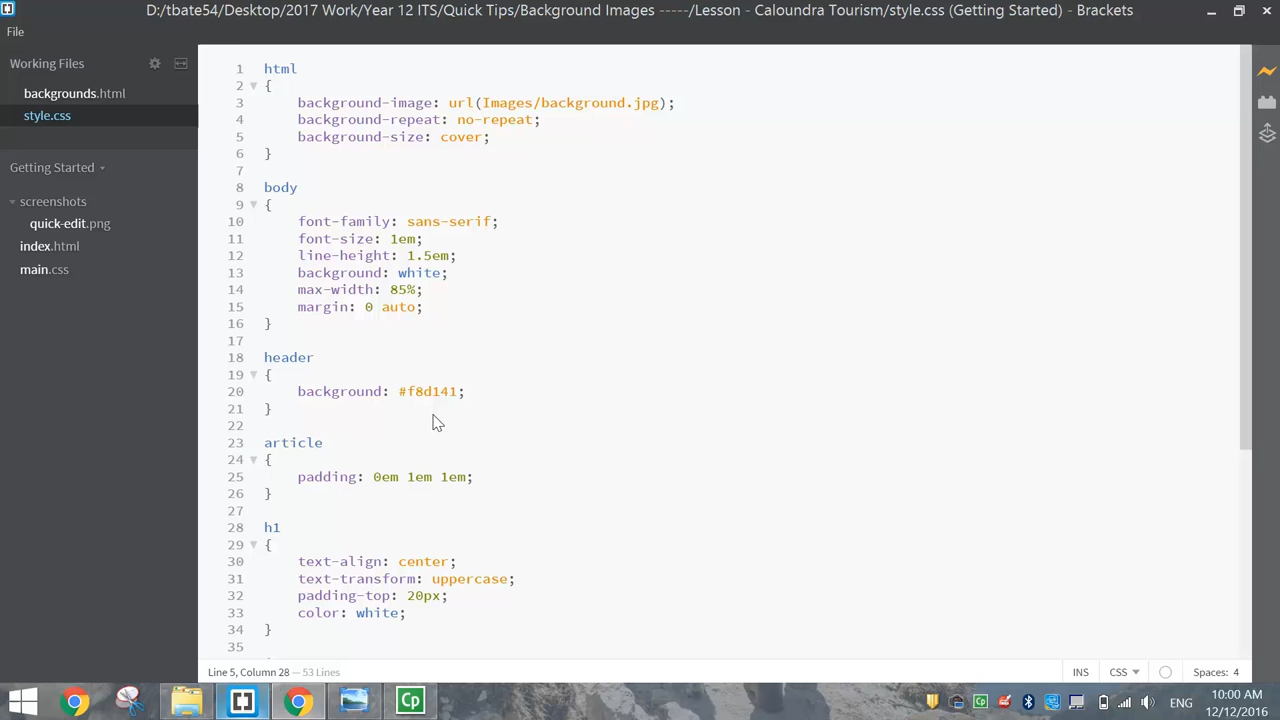 D:/tbate54/Desktop/2017 Work/Year 12 ITS/Quick Tips/Background Images -----/Lesson - Caloundra Tourism/style.css (Getting Started) - Brackets
File
Working Files
backgrounds.html
style.css
Getting Started
screenshots
quick-edit.png
index.html
main.css
1 html
2 {
3 background-image: url(Images/background.jpg);
4 background-repeat: no-repeat;
5 background-size: cover;
6 }
7
8 body
9 {
10 font-family: sans-serif;
11 font-size: 1em;
12 line-height: 1.5em;
13 background: white;
14 max-width: 85%;
15 margin: 0 auto;
16 }
17
18 header
19 {
20 background: #f8d141;
21 }
22
23 article
24 {
25 padding: 0em 1em 1em;
26 }
27
28 h1
29 {
30 text-align: center;
31 text-transform: uppercase;
32 padding-top: 20px;
33 color: white;
34 }
35
Line 5, Column 28 — 53 Lines
INS CSS Spaces: 4
Cp
Cp
ENG
10:00 AM
12/12/2016